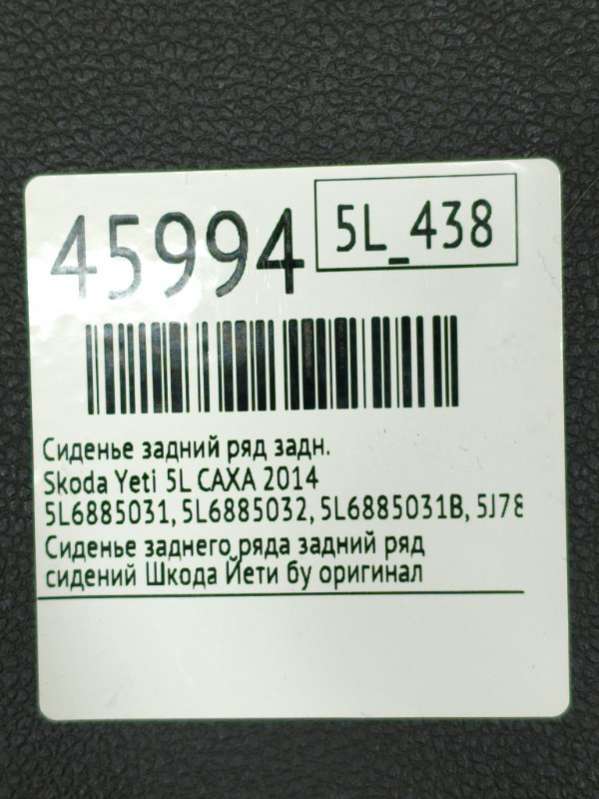 45994
5L_438
Сиденье задний ряд задн.
Skoda Yeti 5L CAXA 2014
5L6885031, 5L6885032, 5L6885031B, 5J78
Сиденье заднего ряда задний ряд
сидений Шкода Йети бу оригинал